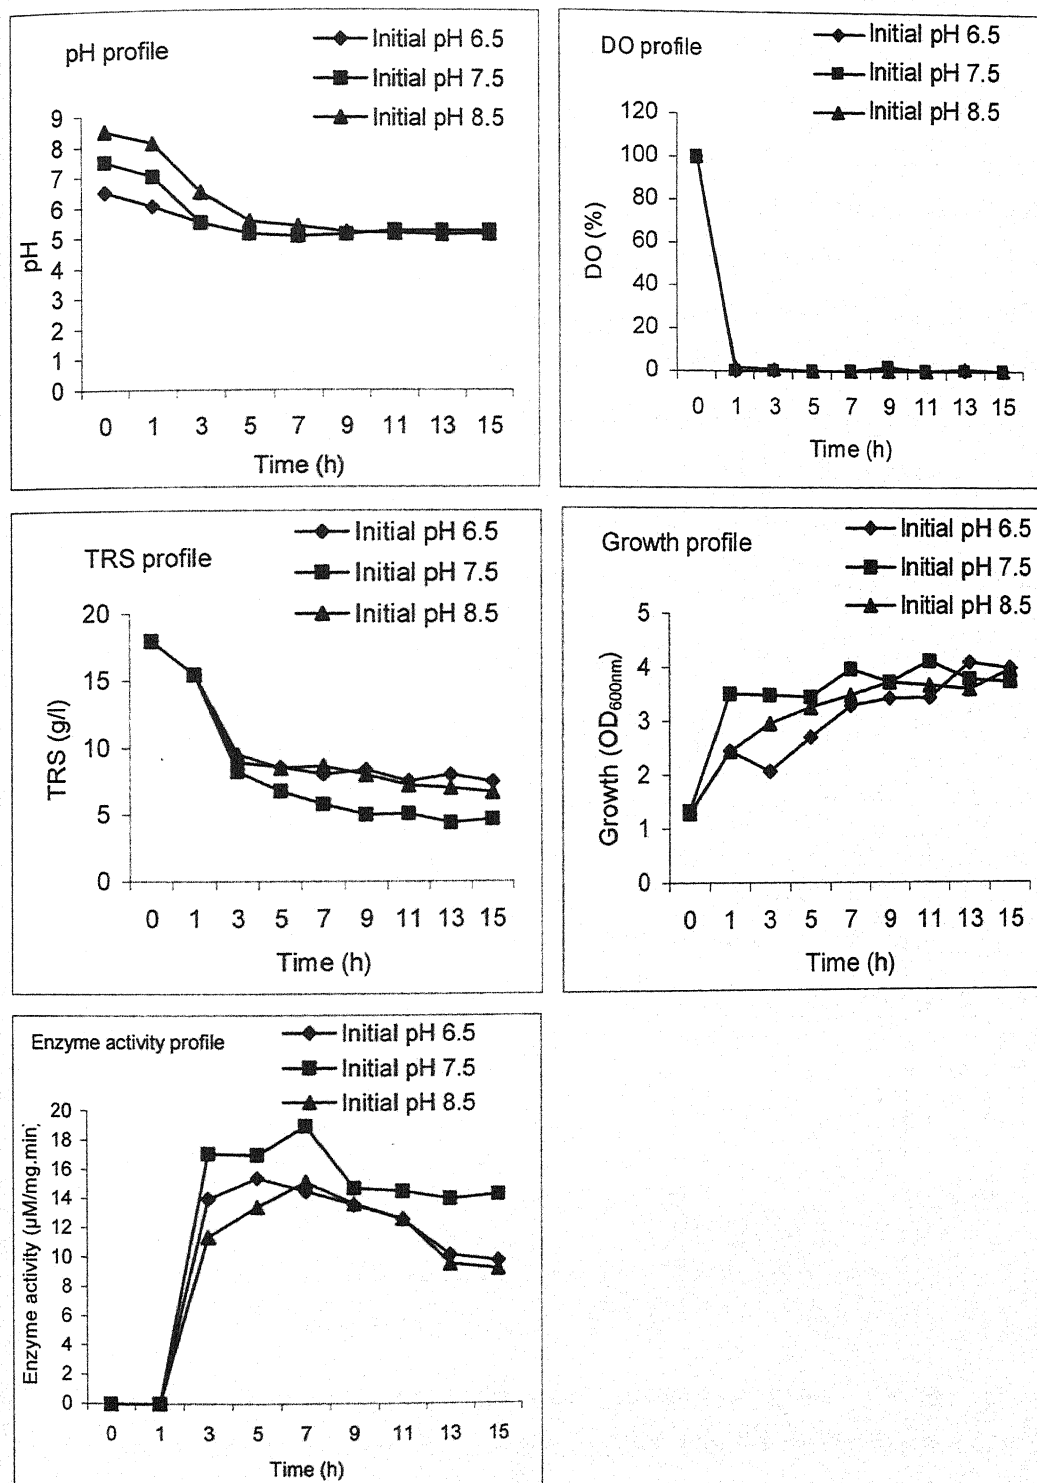 pH profile
Initial pH 6.5
Initial pH 7.5
Initial pH 8.5
9
8
7
6
5
4
3
2
1
0
pH
0 1 3 5 7 9 11 13 15
Time (h)
DO profile
Initial pH 6.5
Initial pH 7.5
Initial pH 8.5
120
100
80
60
40
20
0
DO (%)
0 1 3 5 7 9 11 13 15
Time (h)
TRS profile
Initial pH 6.5
Initial pH 7.5
Initial pH 8.5
20
15
10
5
0
TRS (g/l)
0 1 3 5 7 9 11 13 15
Time (h)
Growth profile
Initial pH 6.5
Initial pH 7.5
Initial pH 8.5
5
4
3
2
1
0
Growth (OD600nm)
0 1 3 5 7 9 11 13 15
Time (h)
Enzyme activity profile
Initial pH 6.5
Initial pH 7.5
Initial pH 8.5
20
18
16
14
12
10
8
6
4
2
0
Enzyme activity (µM/mg.min)
0 1 3 5 7 9 11 13 15
Time (h)